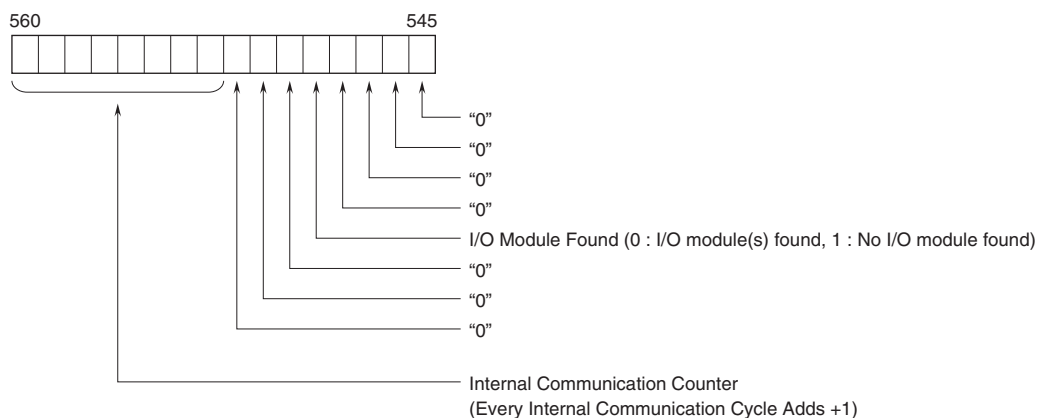 560 545
“0”
“0”
“0”
“0”
I/O Module Found (0 : I/O module(s) found, 1 : No I/O module found)
“0”
“0”
“0”
Internal Communication Counter
(Every Internal Communication Cycle Adds +1)